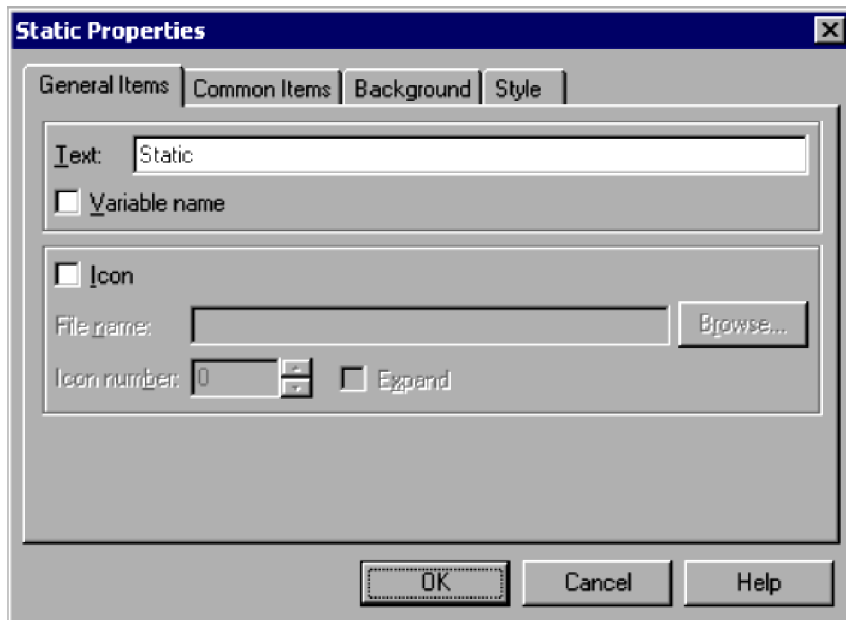 Static Properties
General Items Common Items Background Style
Text: Static
Variable name
Icon
File name: Browse...
Icon number: 0 Expand
OK Cancel Help